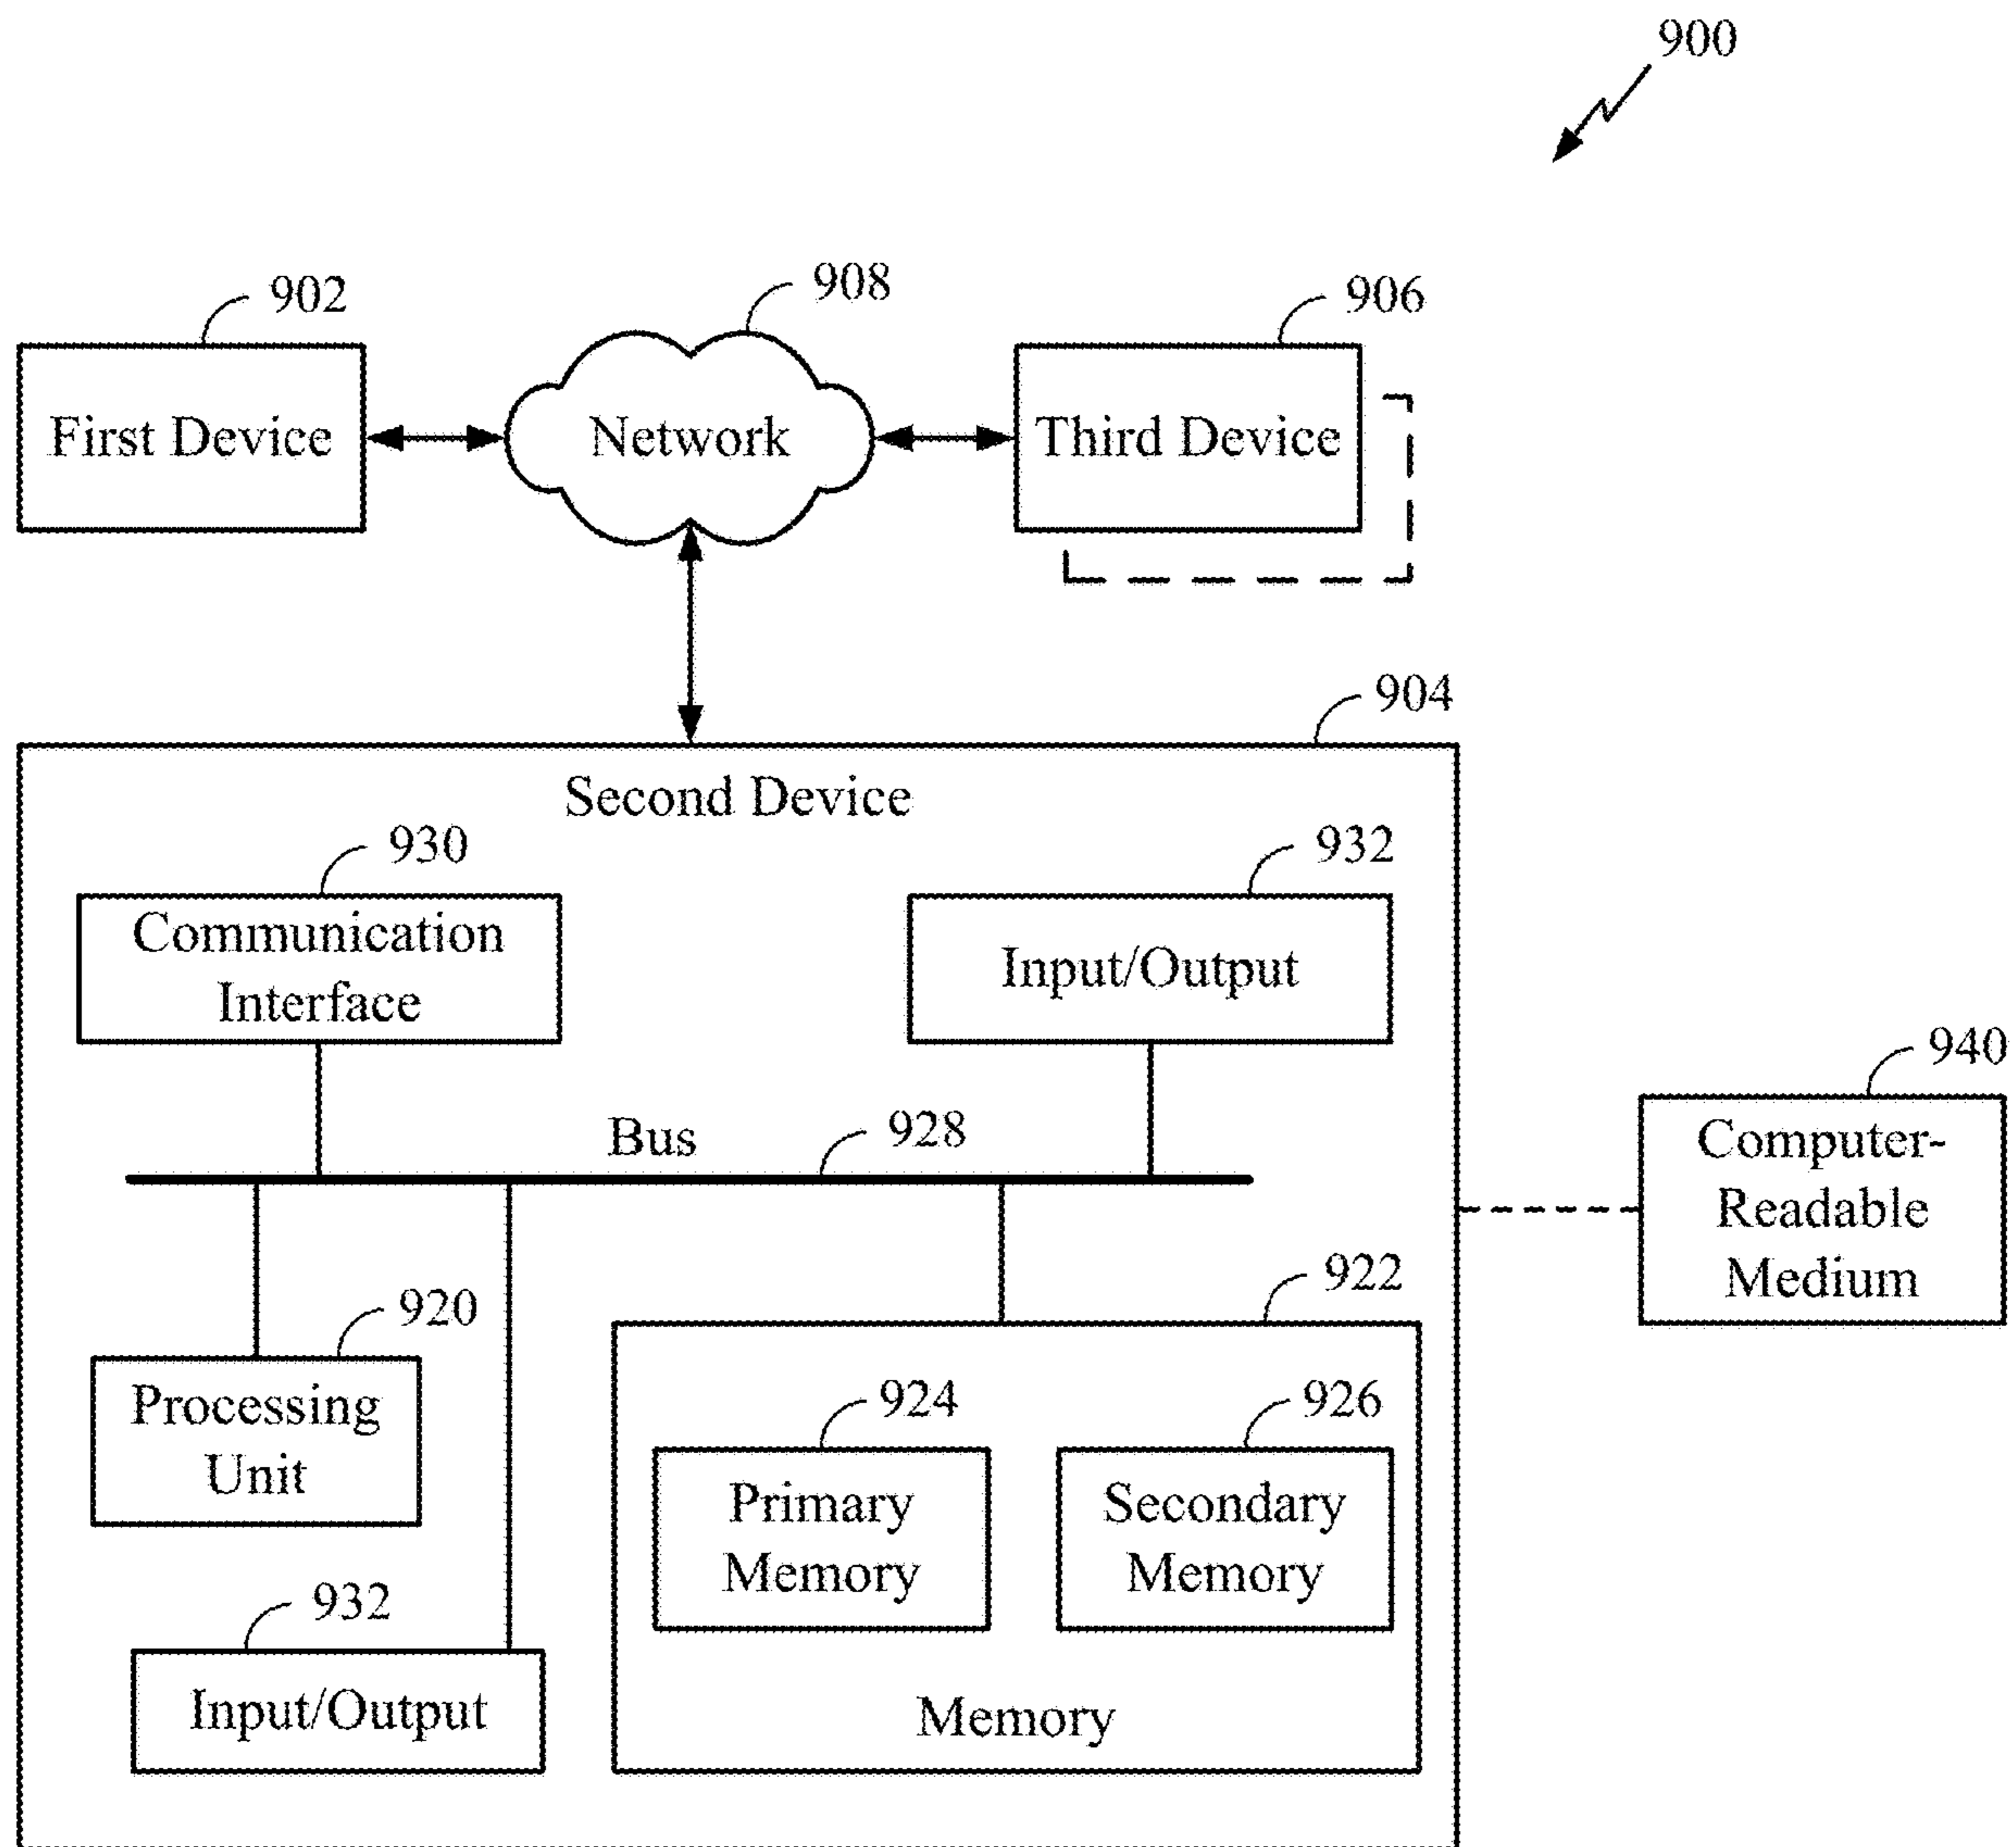 900
902
908
906
First Device
Network
Third Device
904
Second Device
930
932
Communication
Interface
Input/Output
940
Computer-
Readable
Medium
Bus
928
922
920
Processing
Unit
924
926
Primary
Memory
Secondary
Memory
932
Input/Output
Memory